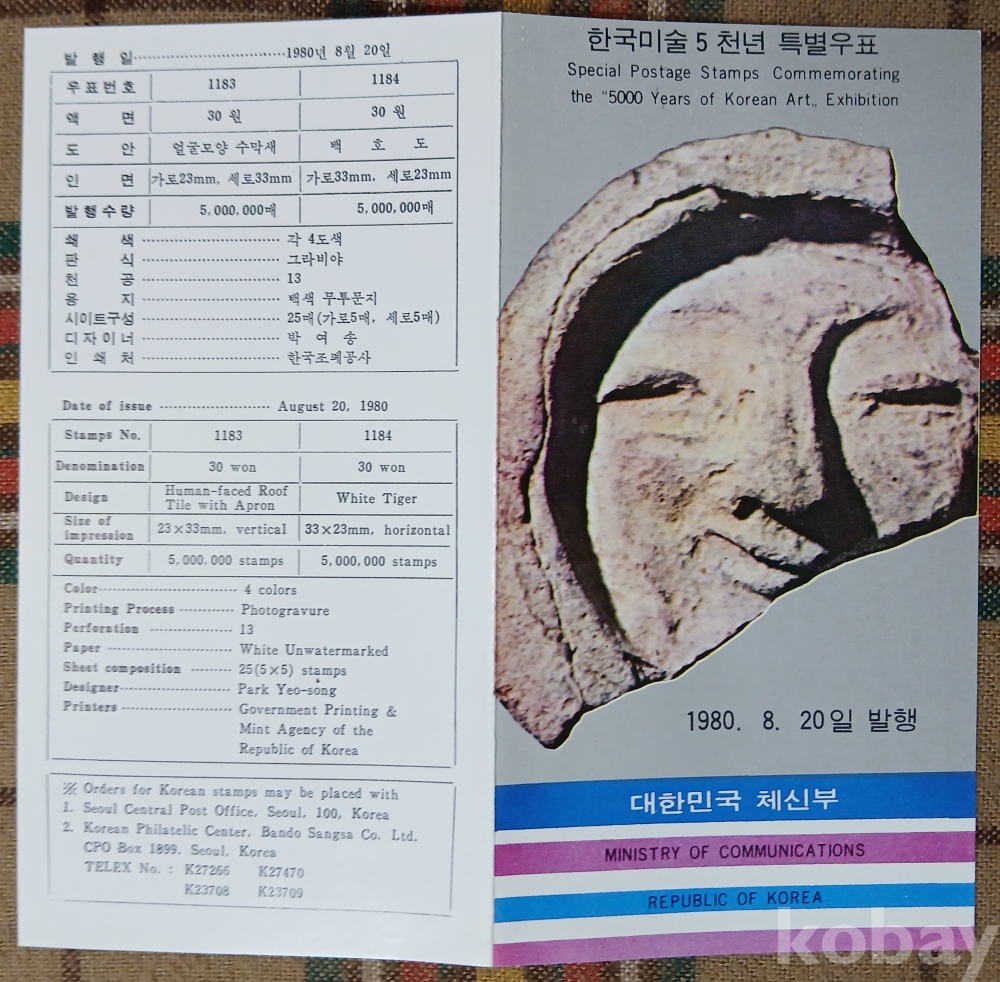 발 행 일 1980년 8월 20일
우표번호 1183 1184
액 면 30 원 30 원
도 안 얼굴모양 수막새 백 호 도
인 면 가로23mm, 세로33mm 가로33mm, 세로23mm
발행수량 5,000,000매 5,000,000매
쇄 색 각 4도색
판 식 그라비야
천 공 13
용 지 백색 무투문지
시이트구성 25매(가로5매, 세로5매)
디자이너 박 여 송
인 쇄 처 한국조폐공사
Date of issue August 20, 1980
Stamps No. 1183 1184
Denomination 30 won 30 won
Design Human-faced Roof Tile with Apron White Tiger
Size of impression 23×33mm, vertical 33×23mm, horizontal
Quantity 5,000,000 stamps 5,000,000 stamps
Color 4 colors
Printing Process Photogravure
Perforation 13
Paper White Unwatermarked
Sheet composition 25(5×5) stamps
Designer Park Yeo-song
Printers Government Printing &
Mint Agency of the
Republic of Korea
※ Orders for Korean stamps may be placed with
1. Seoul Central Post Office, Seoul, 100, Korea
2. Korean Philatelic Center, Bando Sangsa Co. Ltd.
CPO Box 1899, Seoul, Korea
TELEX No. : K27266 K27470
K23708 K23709
한국미술 5 천년 특별우표
Special Postage Stamps Commemorating
the "5000 Years of Korean Art„ Exhibition
1980. 8. 20일 발행
대한민국 체신부
MINISTRY OF COMMUNICATIONS
REPUBLIC OF KOREA
kobay